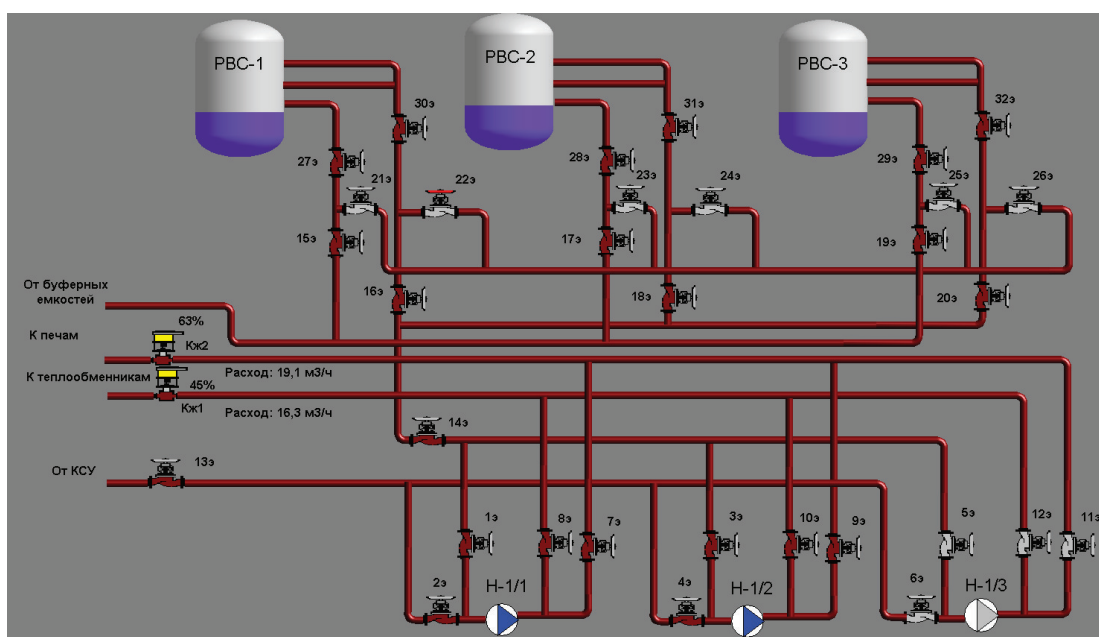 РВС-1
РВС-2
РВС-3
30э
31э
32э
27э
28э
29э
21э
22э
23э
24э
25э
26э
15э
17э
19э
От буферных
емкостей
16э
18э
20э
63%
К печам
Кж2
Расход: 19,1 м3/ч
К теплообменникам
45%
Кж1
Расход: 16,3 м3/ч
14э
От КСУ
13э
1э
8э
7э
3э
10э
9э
5э
12э
11э
2э
Н-1/1
4э
Н-1/2
6э
Н-1/3